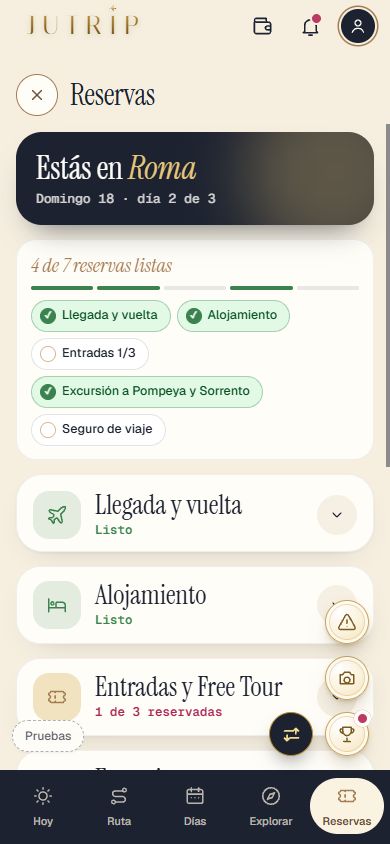 JUTRIP
Reservas
Estás en Roma
Domingo 18 · día 2 de 3
4 de 7 reservas listas
Llegada y vuelta
Alojamiento
Entradas 1/3
Excursión a Pompeya y Sorrento
Seguro de viaje
Llegada y vuelta
Listo
Alojamiento
Listo
Entradas y Free Tour
1 de 3 reservadas
Pruebas
Hoy
Ruta
Días
Explorar
Reservas